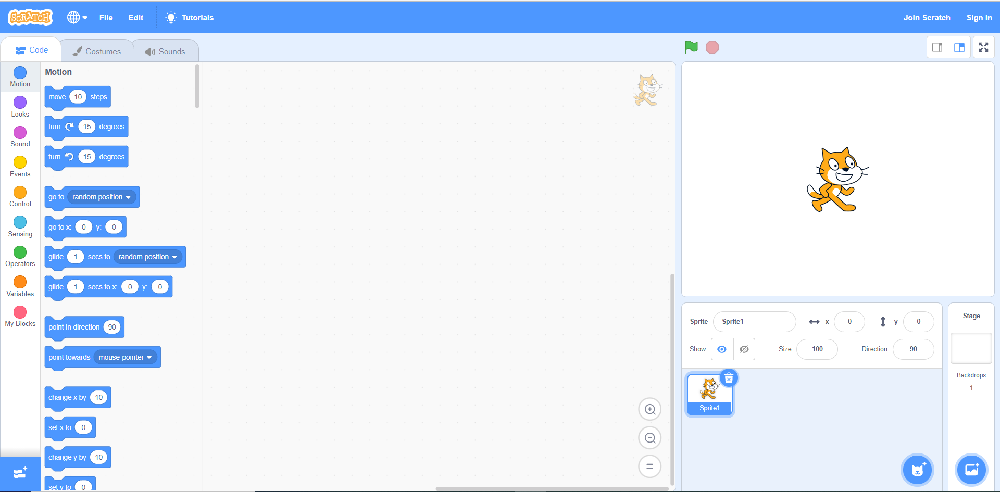 SCRATCH File Edit Tutorials Join Scratch Sign in
Code Costumes Sounds
Motion
Looks
Sound
Events
Control
Sensing
Operators
Variables
My Blocks
Motion
move 10 steps
turn 15 degrees
turn 15 degrees
go to random position
go to x: 0 y: 0
glide 1 secs to random position
glide 1 secs to x: 0 y: 0
point in direction 90
point towards mouse-pointer
change x by 10
set x to 0
change y by 10
set y to 0
Sprite Sprite1 x 0 y 0
Show Size 100 Direction 90
Sprite1
Stage
Backdrops
1